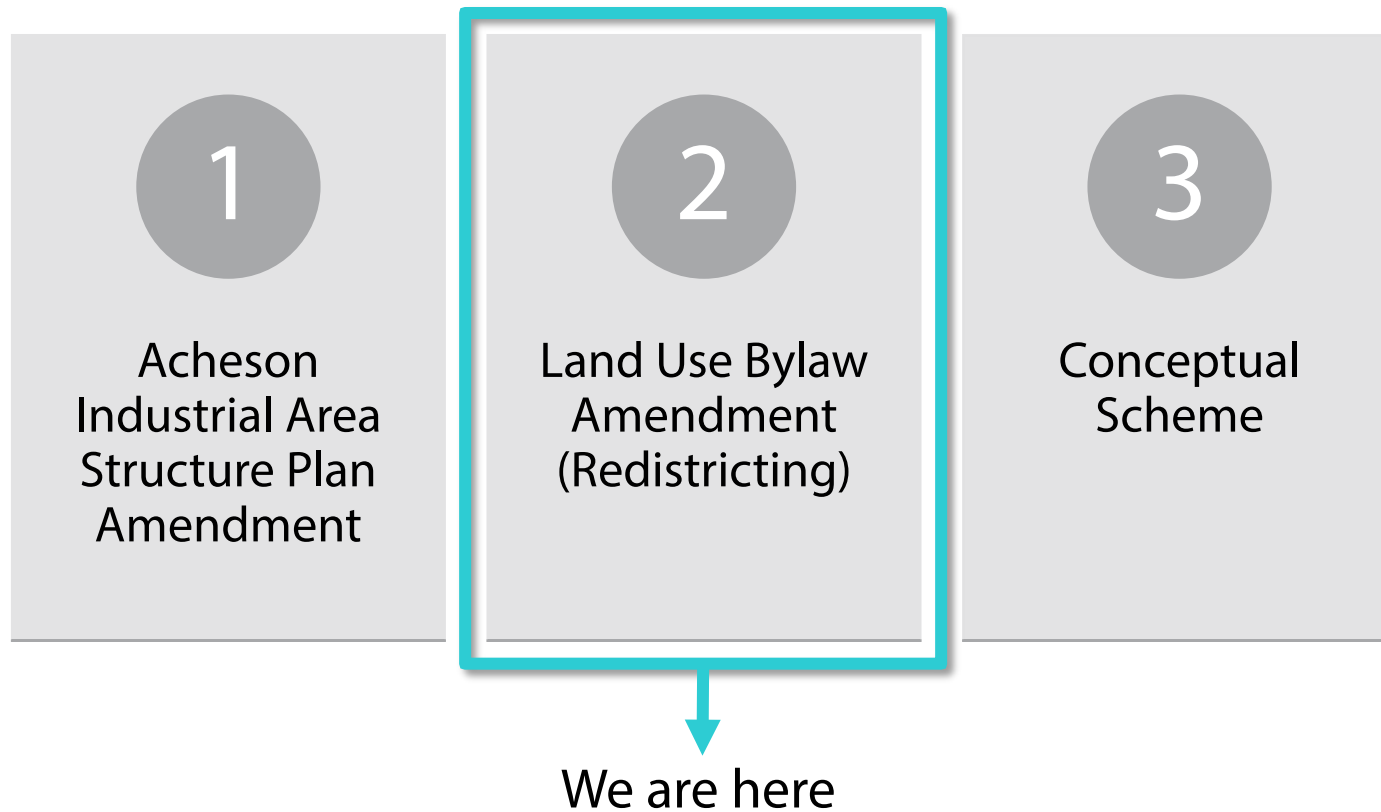 1
Acheson
Industrial Area
Structure Plan
Amendment
2
Land Use Bylaw
Amendment
(Redistricting)
3
Conceptual
Scheme
We are here